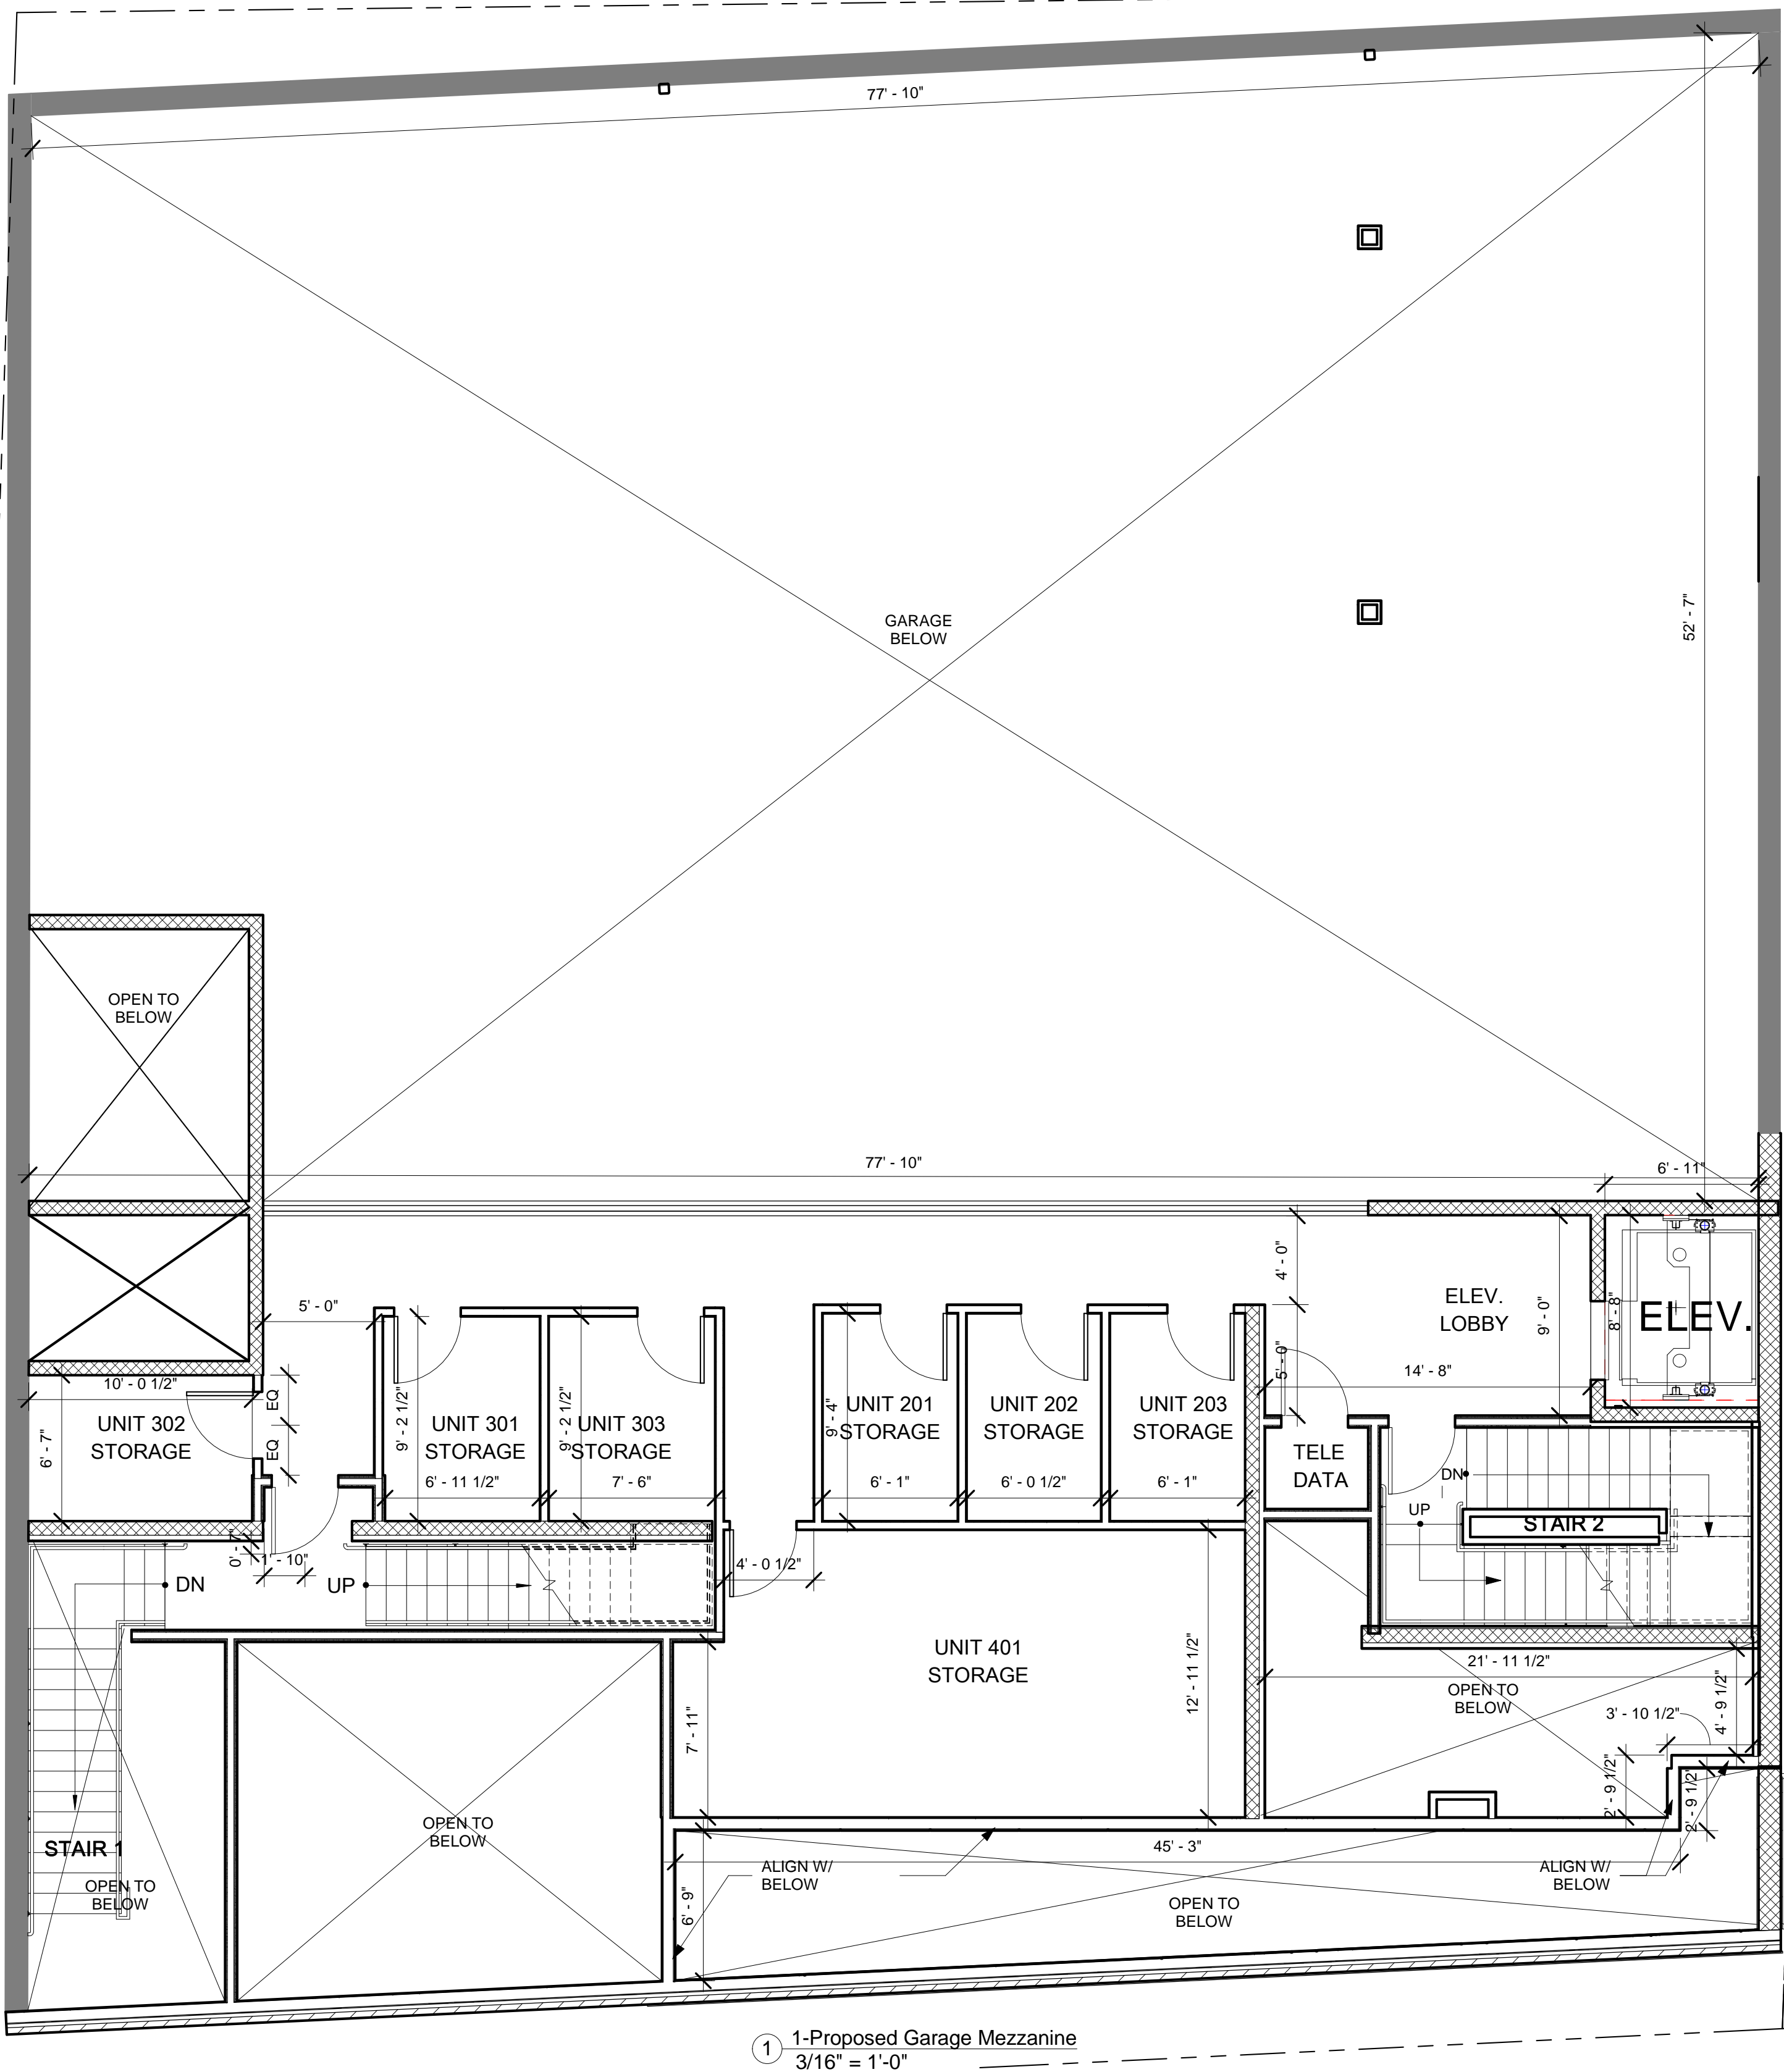 77' - 10"
GARAGE
BELOW
52' - 7"
OPEN TO
BELOW
77' - 10"
6' - 11"
5' - 0"
4' - 0"
5' - 0"
ELEV.
LOBBY
9' - 0"
8' - 8"
ELEV.
14' - 8"
10' - 0 1/2"
EQ
EQ
6' - 7"
UNIT 302
STORAGE
9' - 2 1/2"
UNIT 301
STORAGE
6' - 11 1/2"
9' - 2 1/2"
UNIT 303
STORAGE
7' - 6"
9' - 4"
UNIT 201
STORAGE
6' - 1"
UNIT 202
STORAGE
6' - 0 1/2"
UNIT 203
STORAGE
6' - 1"
TELE
DATA
DN
UP
STAIR 2
0' - 7"
1' - 10"
DN
UP
4' - 0 1/2"
UNIT 401
STORAGE
12' - 11 1/2"
7' - 11"
21' - 11 1/2"
OPEN TO
BELOW
4' - 9 1/2"
3' - 10 1/2"
2' - 9 1/2"
2' - 9 1/2"
OPEN TO
BELOW
STAIR 1
OPEN TO
BELOW
45' - 3"
ALIGN W/
BELOW
ALIGN W/
BELOW
6' - 9"
OPEN TO
BELOW
1
1-Proposed Garage Mezzanine
3/16" = 1'-0"